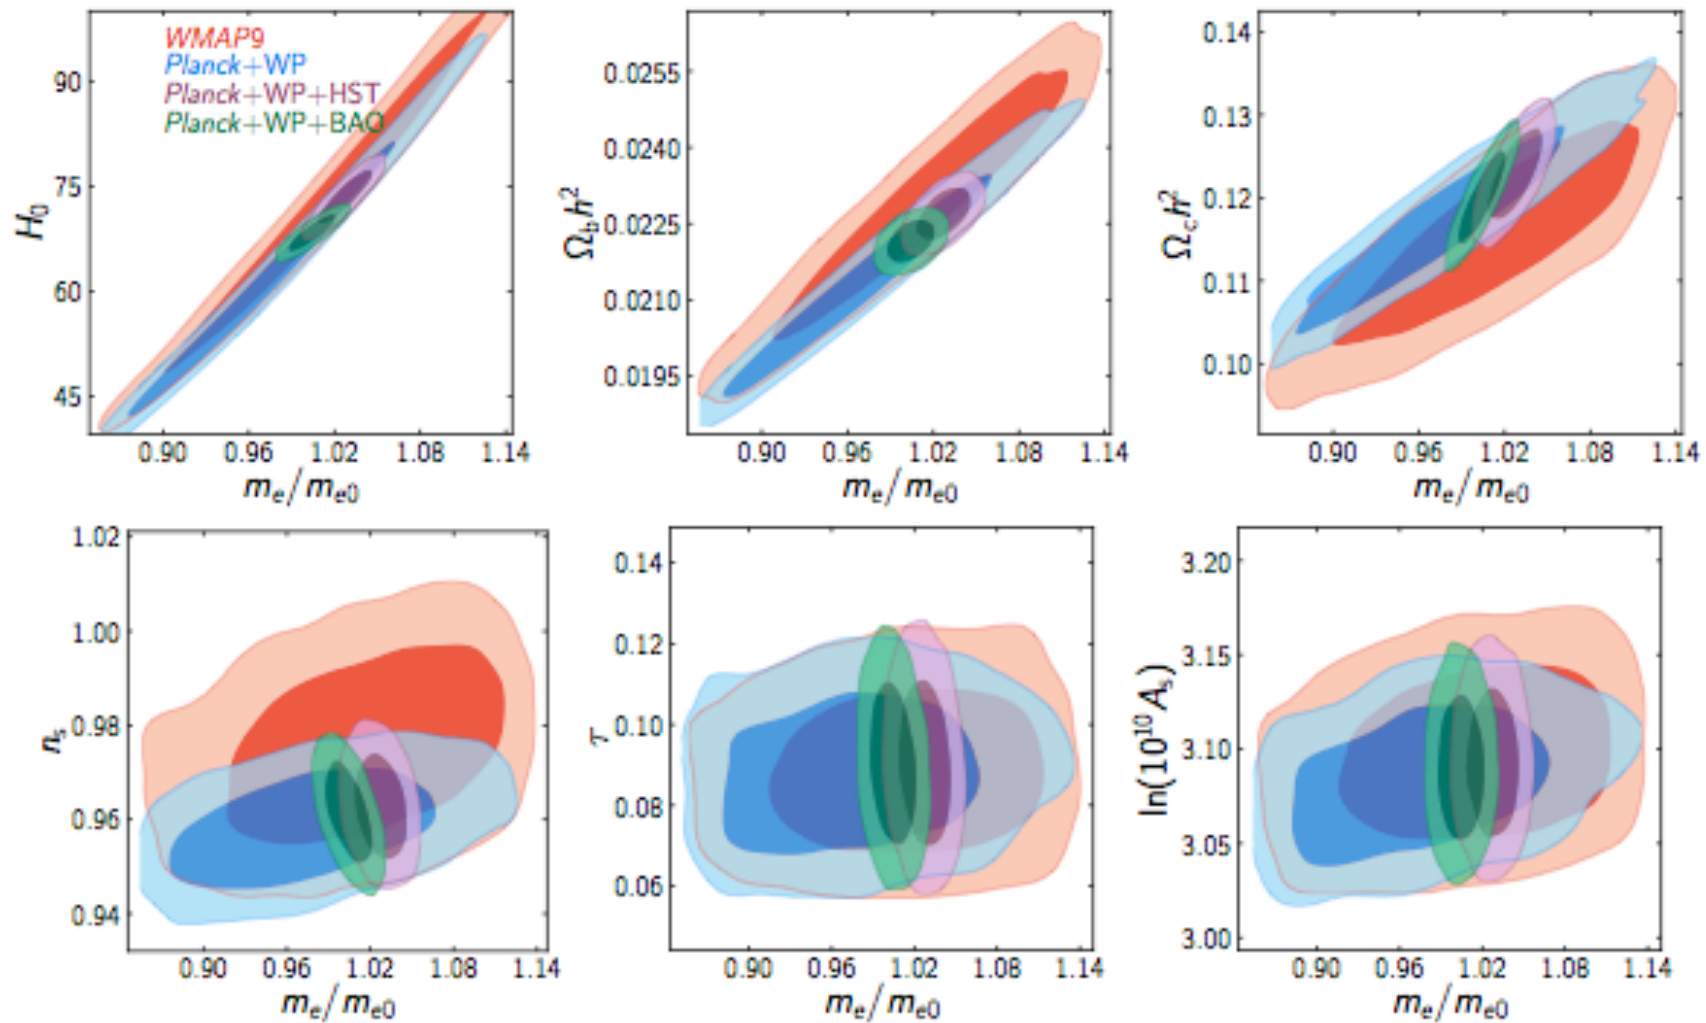 WMAP9
Planck+WP
Planck+WP+HST
Planck+WP+BAO
90
75
60
45
H₀
0.90 0.96 1.02 1.08 1.14
mₑ/mₑ₀
0.0255
0.0240
0.0225
0.0210
0.0195
Ω_b h²
0.90 0.96 1.02 1.08 1.14
mₑ/mₑ₀
0.14
0.13
0.12
0.11
0.10
Ω_c h²
0.90 0.96 1.02 1.08 1.14
mₑ/mₑ₀
1.02
1.00
0.98
0.96
0.94
nₛ
0.90 0.96 1.02 1.08 1.14
mₑ/mₑ₀
0.14
0.12
0.10
0.08
0.06
τ
0.90 0.96 1.02 1.08 1.14
mₑ/mₑ₀
3.20
3.15
3.10
3.05
3.00
ln(10¹⁰ Aₛ)
0.90 0.96 1.02 1.08 1.14
mₑ/mₑ₀